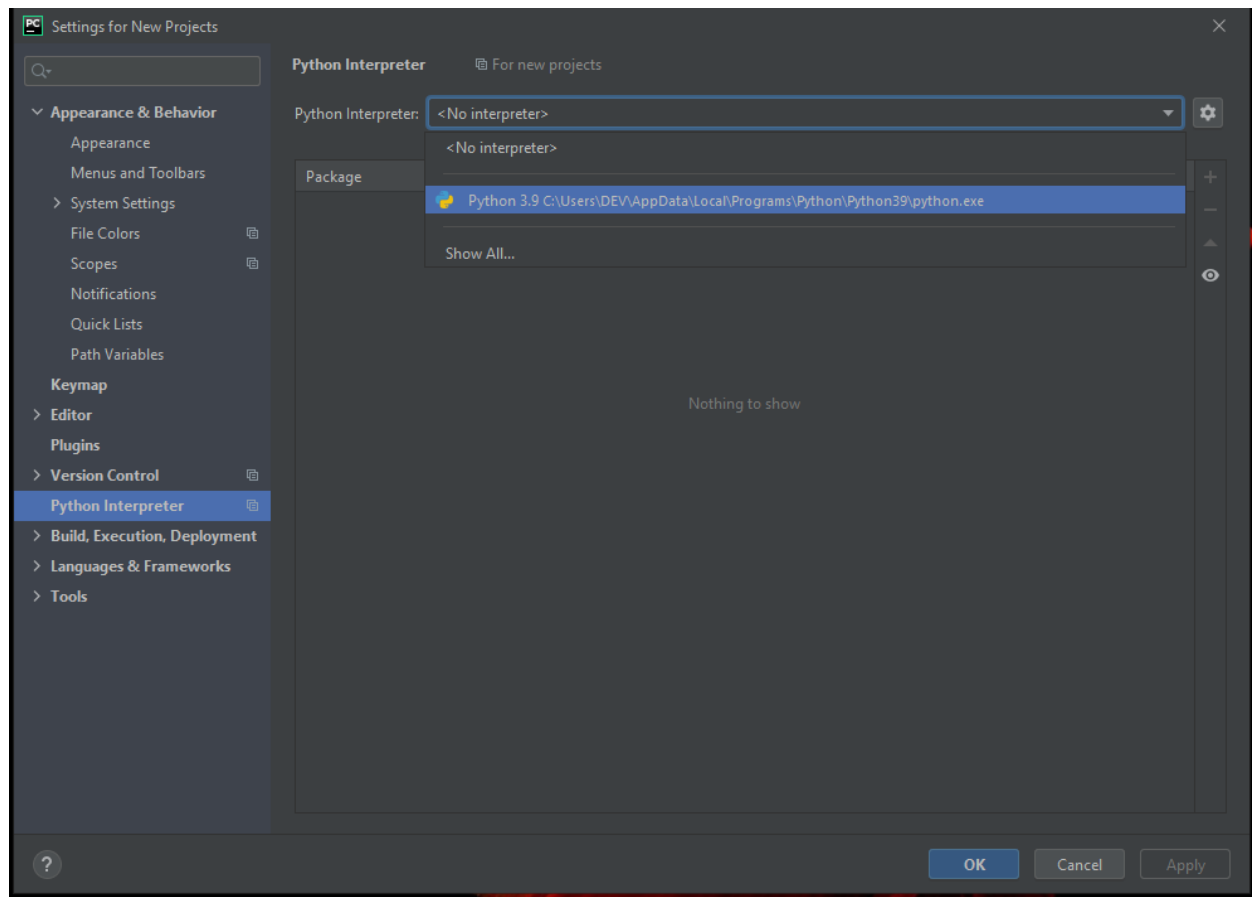 PC Settings for New Projects
Appearance & Behavior
Appearance
Menus and Toolbars
System Settings
File Colors
Scopes
Notifications
Quick Lists
Path Variables
Keymap
Editor
Plugins
Version Control
Python Interpreter
Build, Execution, Deployment
Languages & Frameworks
Tools
Python Interpreter For new projects
Python Interpreter: <No interpreter>
<No interpreter>
Package
Python 3.9 C:\Users\DEV\AppData\Local\Programs\Python\Python39\python.exe
Show All...
Nothing to show
?
OK Cancel Apply